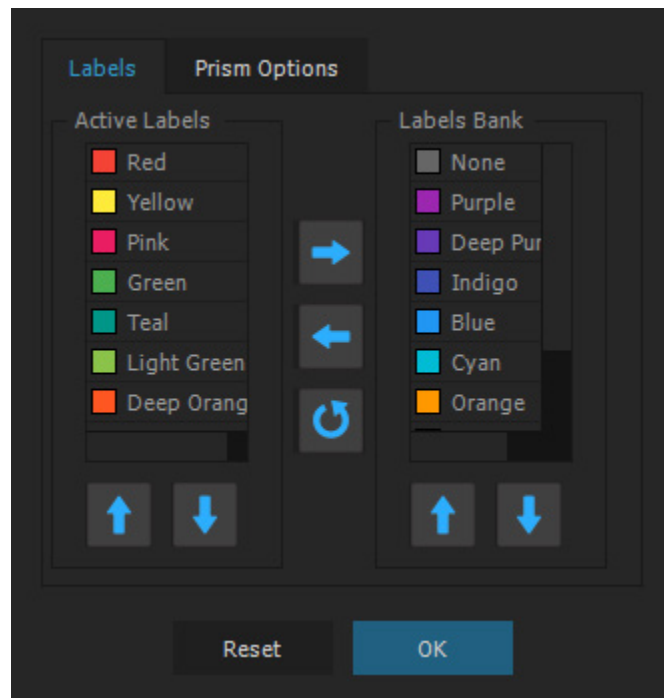 Labels
Prism Options
Active Labels
Red
Yellow
Pink
Green
Teal
Light Green
Deep Orang
Labels Bank
None
Purple
Deep Pur
Indigo
Blue
Cyan
Orange
Reset
OK